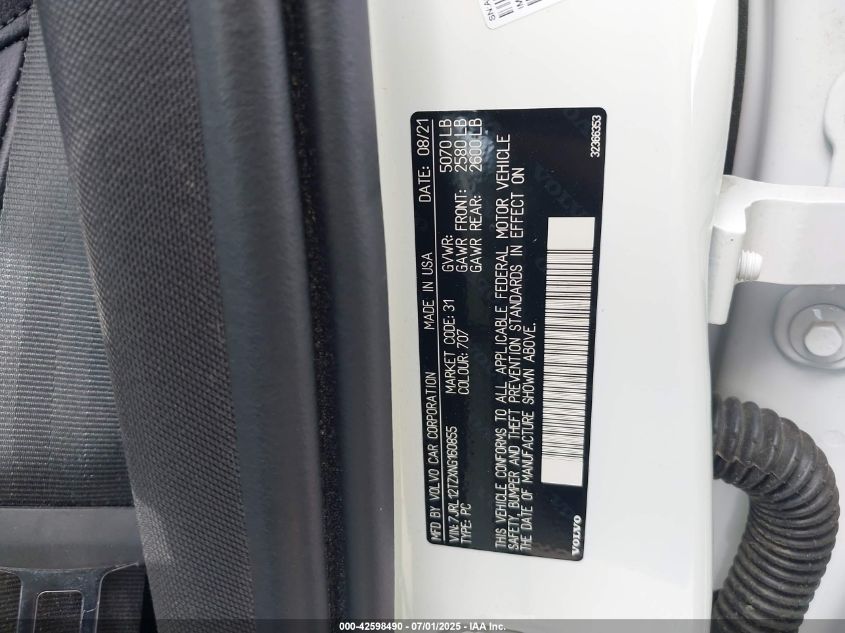 MFD BY VOLVO CAR CORPORATION MADE IN USA DATE: 08/21
VIN: 7JRL12TZXNG160855 GVWR: 5070 LB
TYPE: PC MARKET CODE: 31 GAWR FRONT: 2580 LB
COLOUR: 707 GAWR REAR: 2600 LB
THIS VEHICLE CONFORMS TO ALL APPLICABLE FEDERAL MOTOR VEHICLE
SAFETY, BUMPER AND THEFT PREVENTION STANDARDS IN EFFECT ON
THE DATE OF MANUFACTURE SHOWN ABOVE.
VOLVO
32366353
000-42598490 - 07/01/2025 - IAA, Inc.